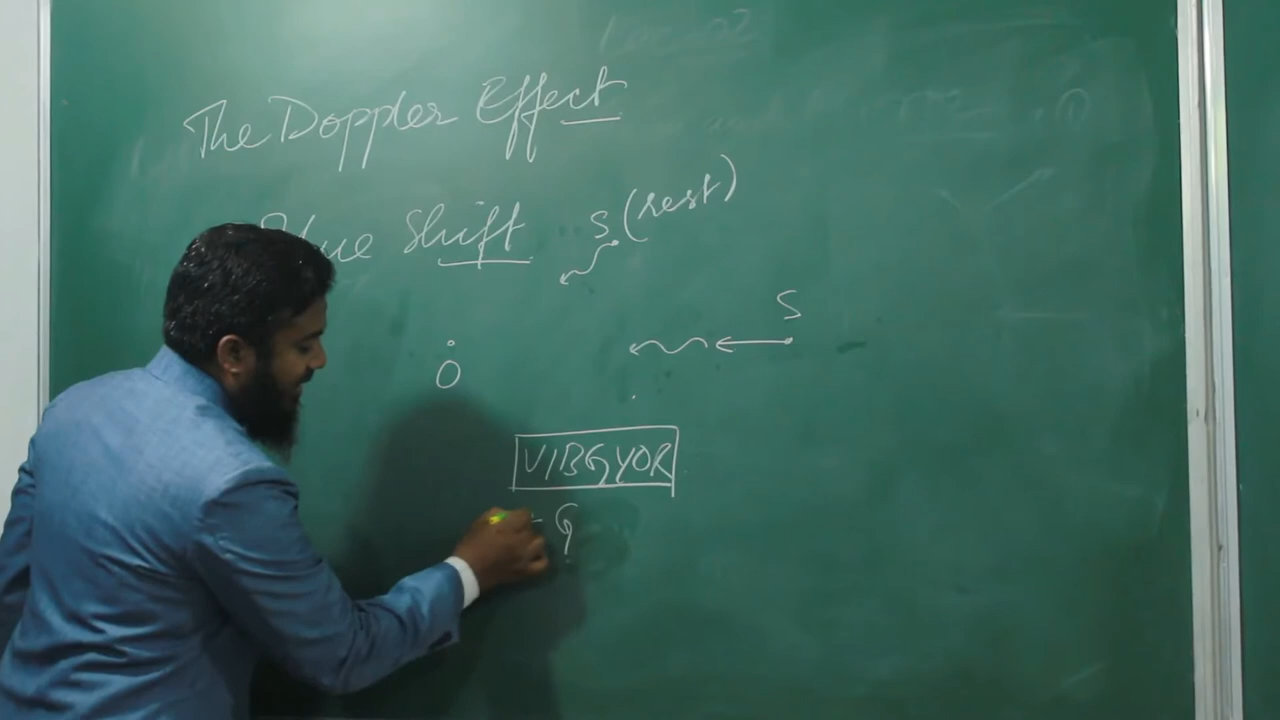 The Doppler Effect
Blue Shift
S (rest)
S
O
VIBGYOR
G